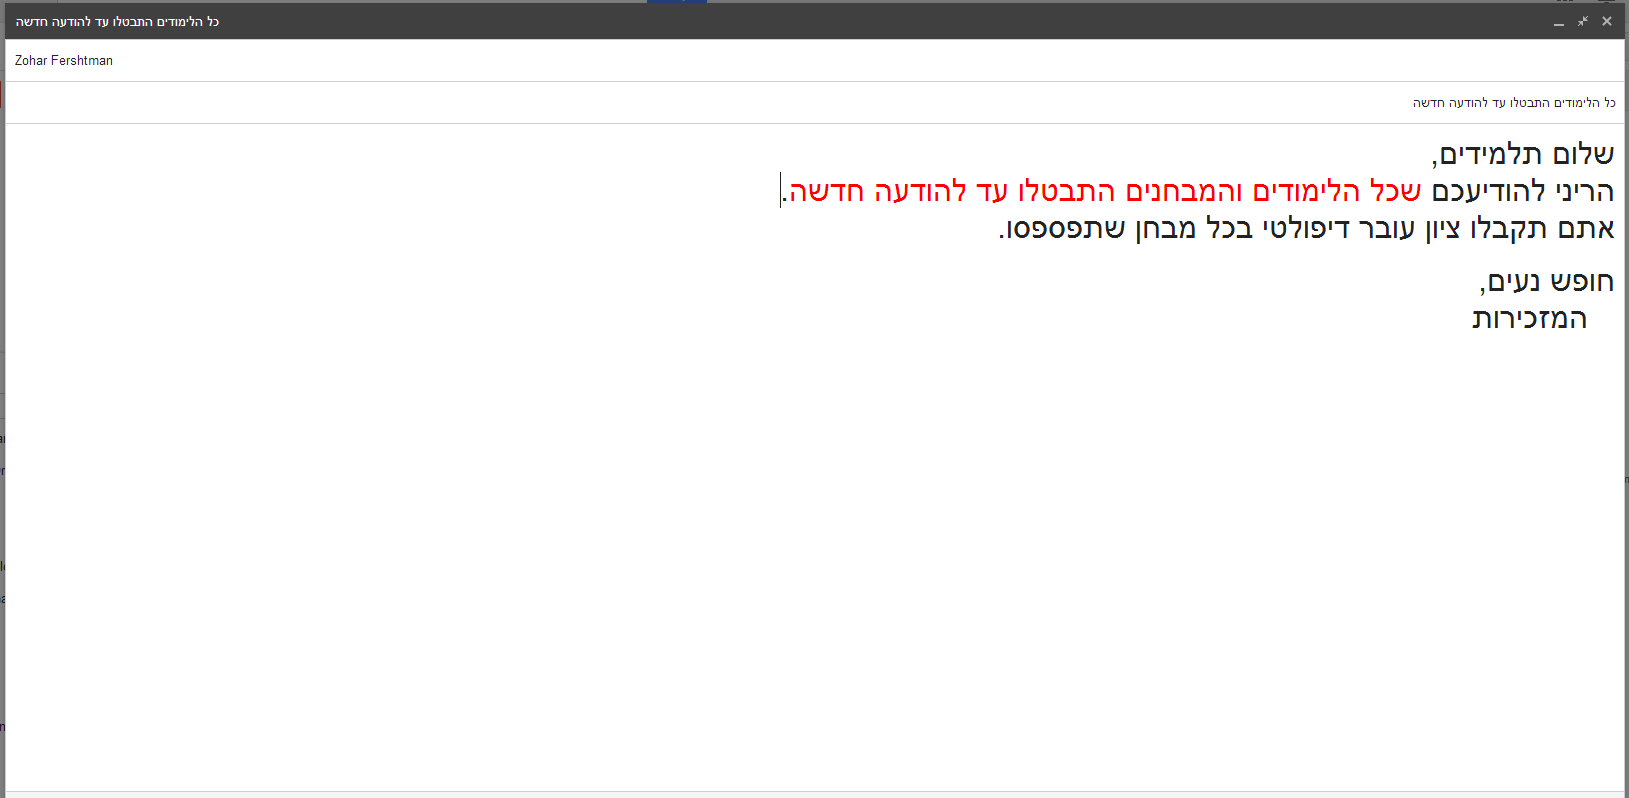 כל הלימודים התבטלו עד להודעה חדשה
Zohar Fershtman
כל הלימודים התבטלו עד להודעה חדשה
שלום תלמידים,
הריני להודיעכם שכל הלימודים והמבחנים התבטלו עד להודעה חדשה.
אתם תקבלו ציון עובר דיפולטי בכל מבחן שתפספסו.
חופש נעים,
המזכירות